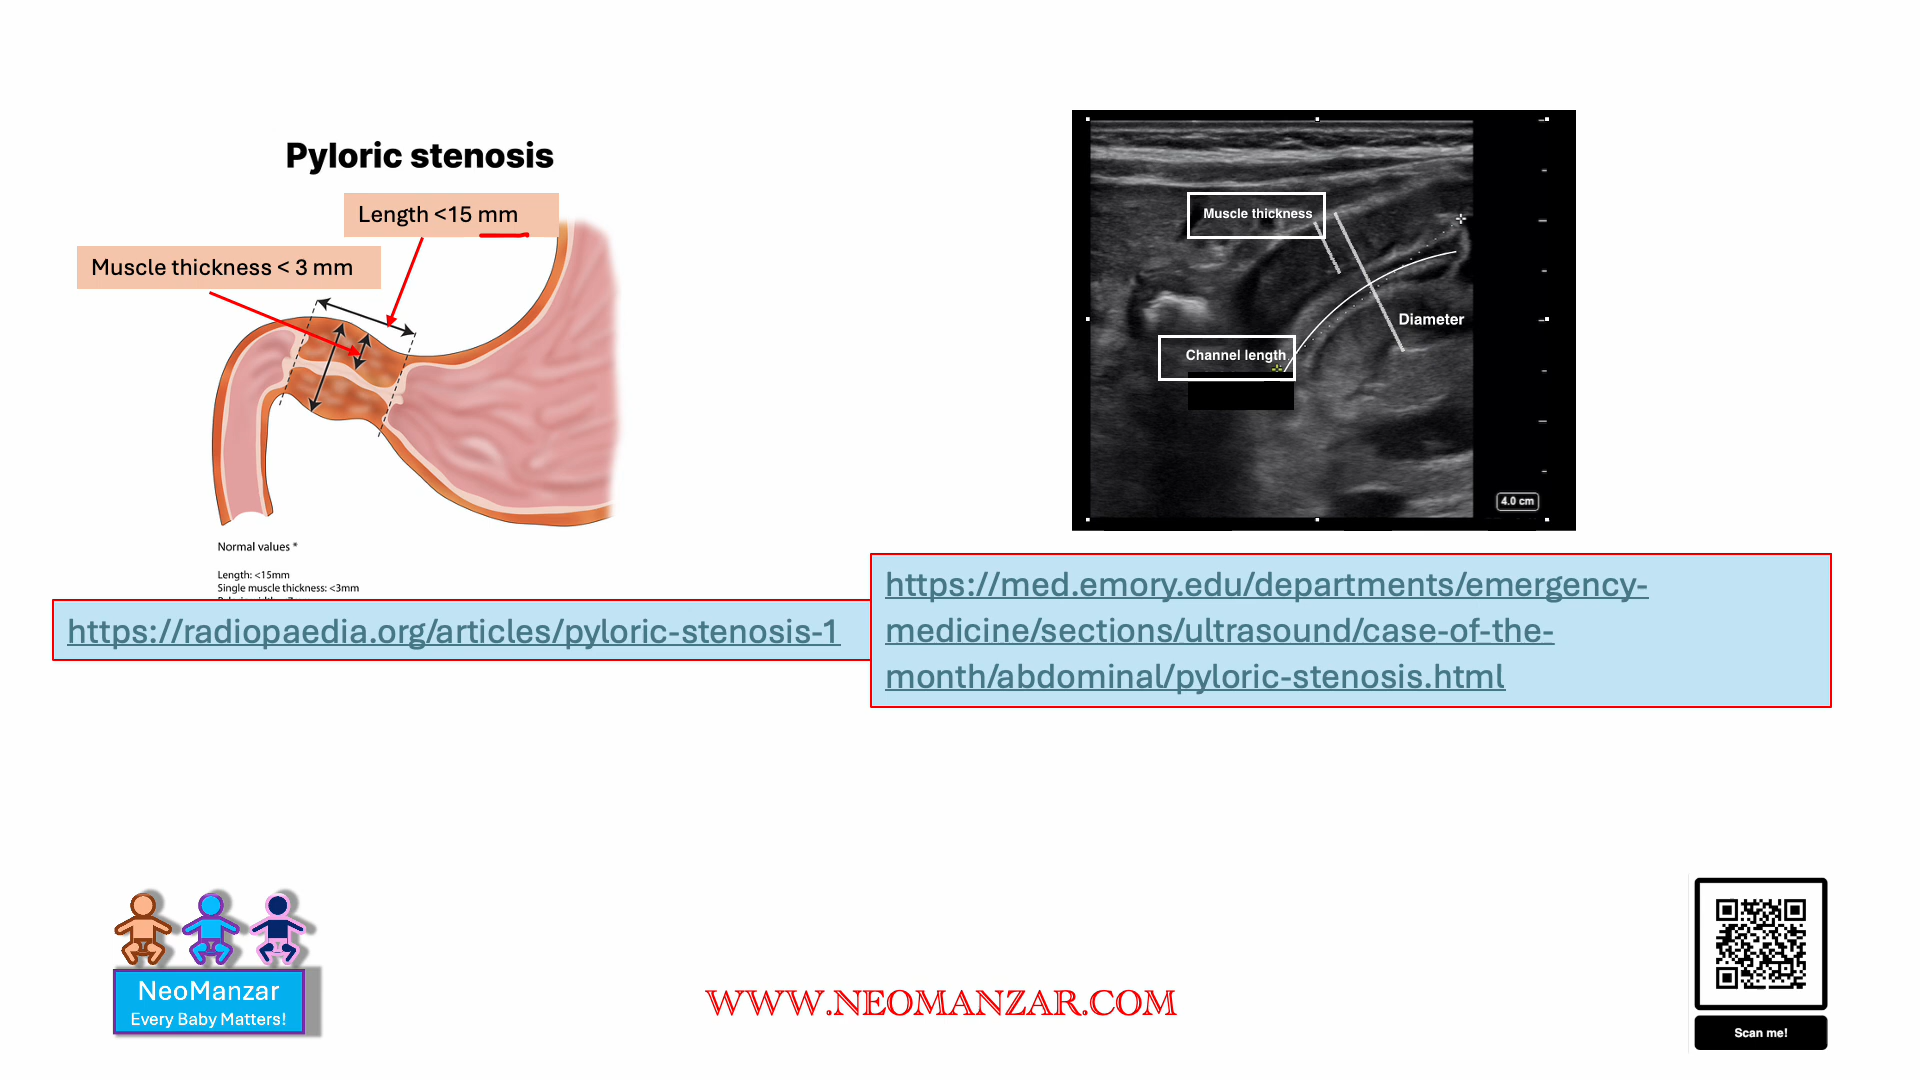 Pyloric stenosis
Length <15 mm
Muscle thickness < 3 mm
Normal values *
Length: <15mm
Single muscle thickness: <3mm
https://radiopaedia.org/articles/pyloric-stenosis-1
Muscle thickness
Diameter
Channel length
4.0 cm
https://med.emory.edu/departments/emergency-
medicine/sections/ultrasound/case-of-the-
month/abdominal/pyloric-stenosis.html
NeoManzar
Every Baby Matters!
WWW.NEOMANZAR.COM
Scan me!